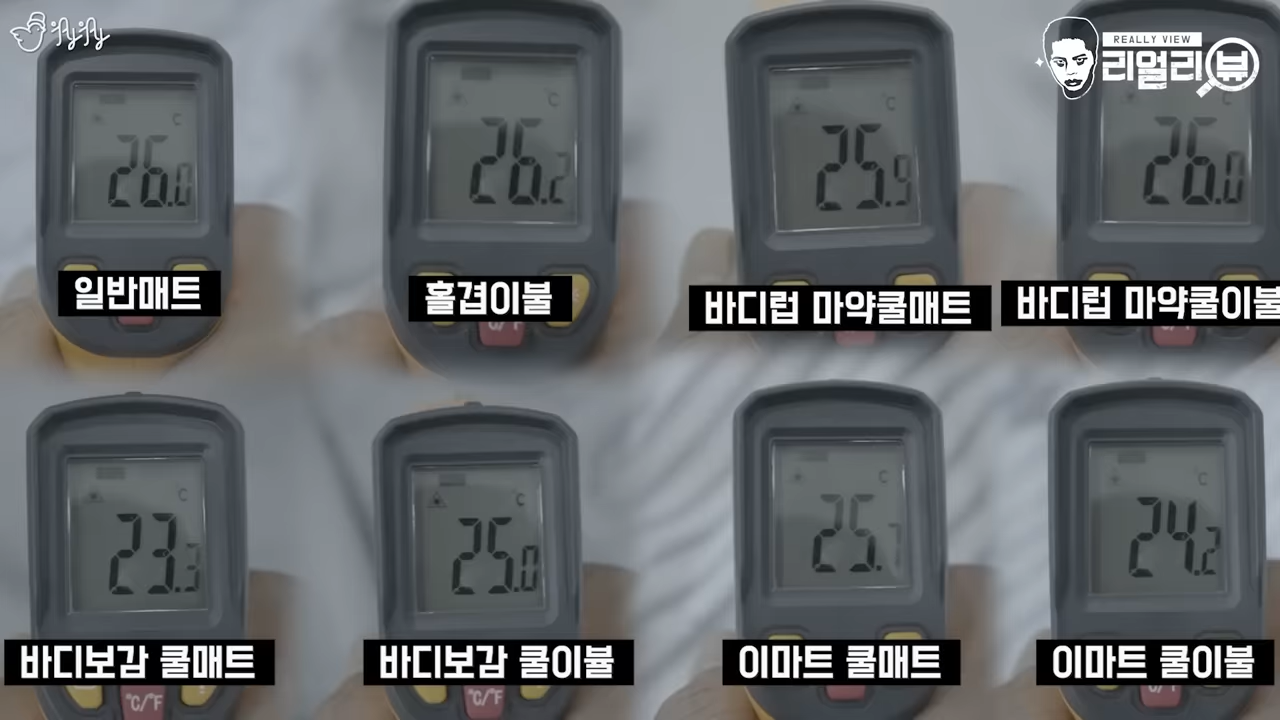 REALLY VIEW
리얼리뷰
℃
26.0
℃
26.2
℃
25.9
℃
26.0
일반매트
홑겹이불
바디럽 마약쿨매트
바디럽 마약쿨이불
℃
23.3
℃
25.0
℃
25.7
℃
24.2
바디보감 쿨매트
바디보감 쿨이뷸
이마트 쿨매트
이마트 쿨이불
℃/℉
℃/℉